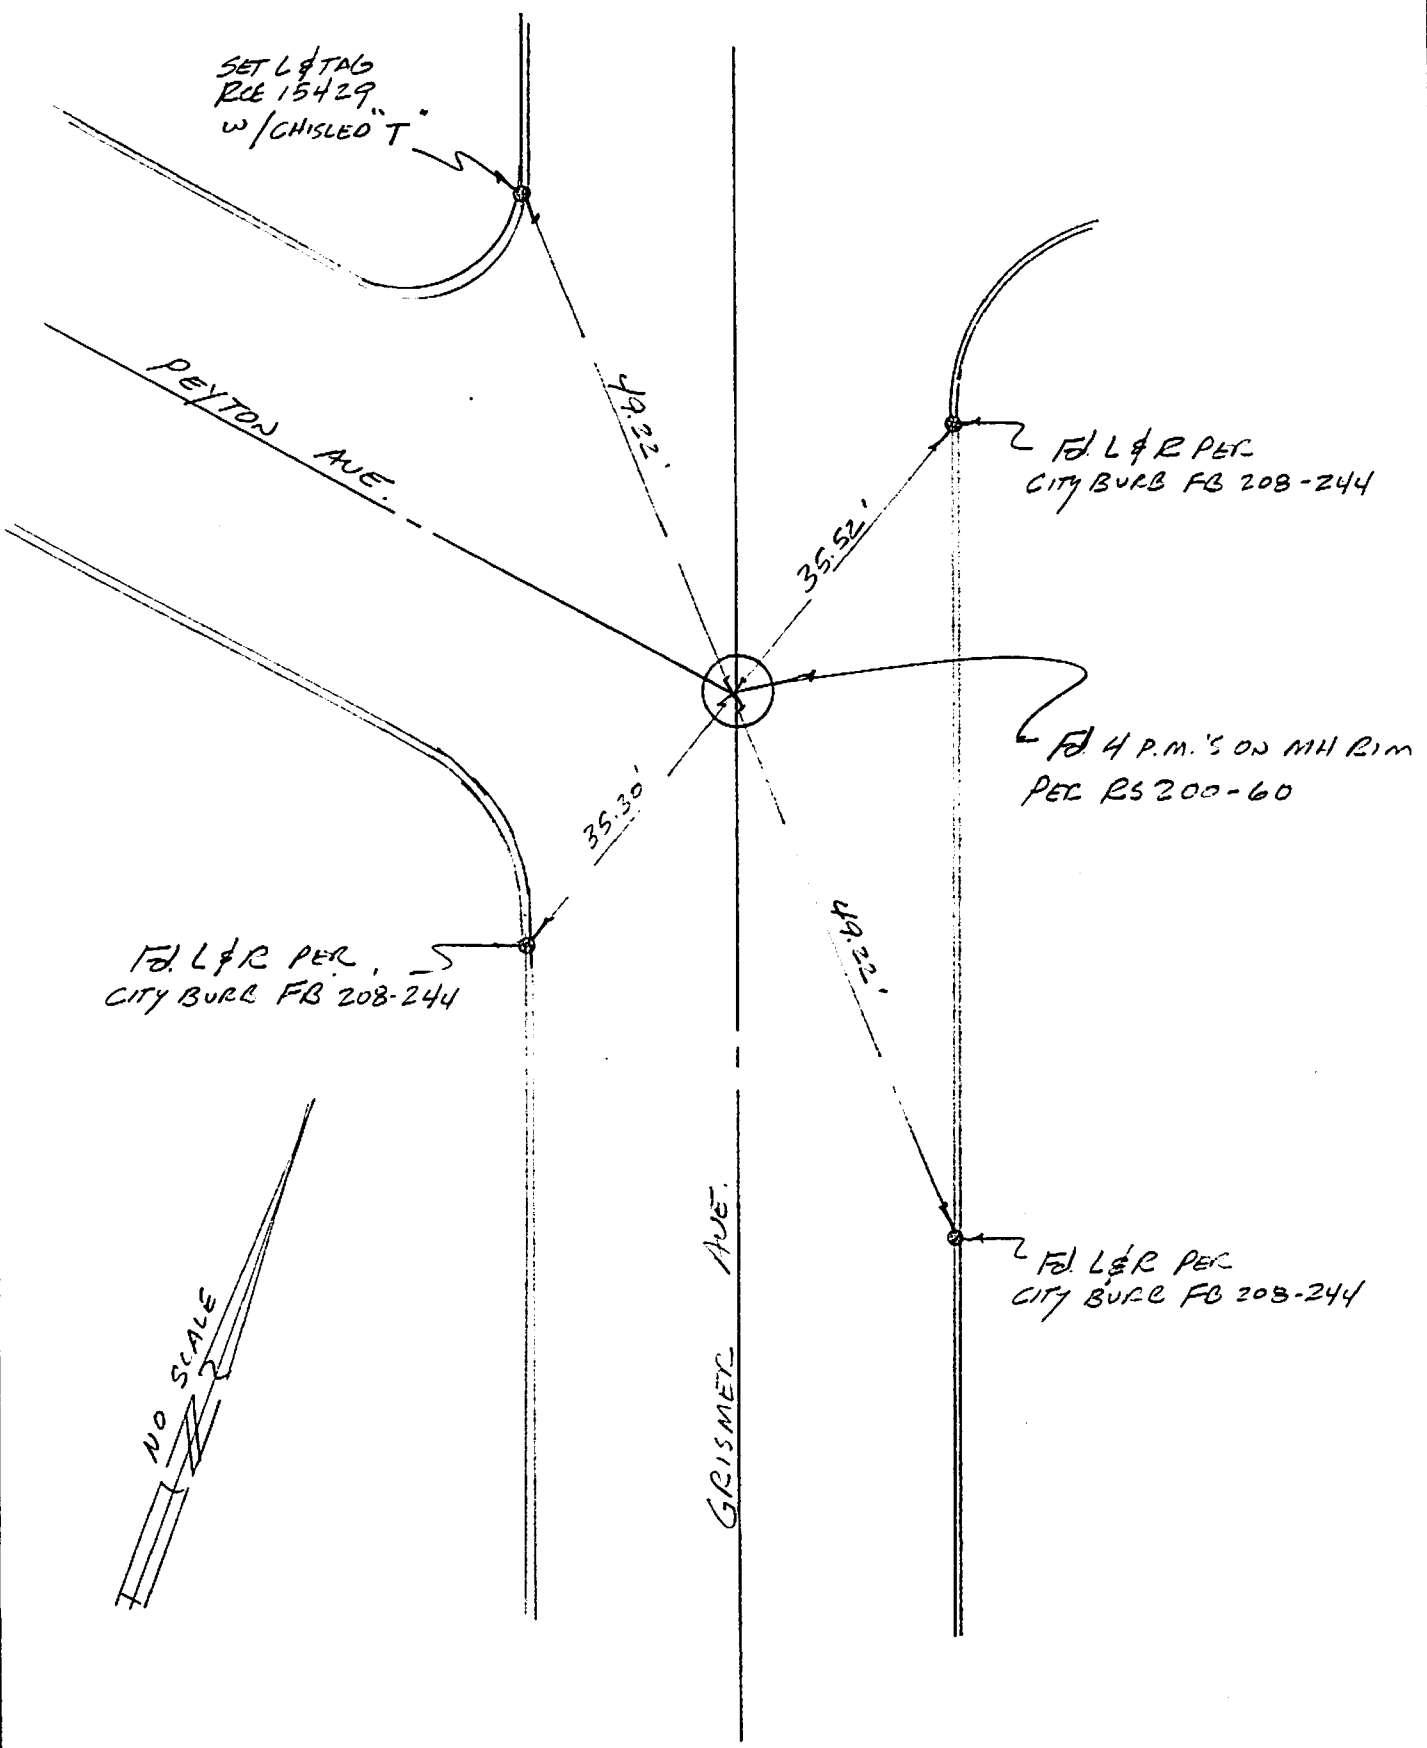 SET L & TAG
RCE 15429
W/CHISLED "T"
PEYTON AVE.
49.22'
35.52'
Fd. L & R PER
CITY BURB FB 208-244
Fd. 4 P.M.'S ON MH RIM
PER RS 200-60
35.30'
49.22'
Fd. L & R PER
CITY BURB FB 208-244
GRISMER AVE.
Fd. L & R PER
CITY BURB FB 208-244
NO SCALE